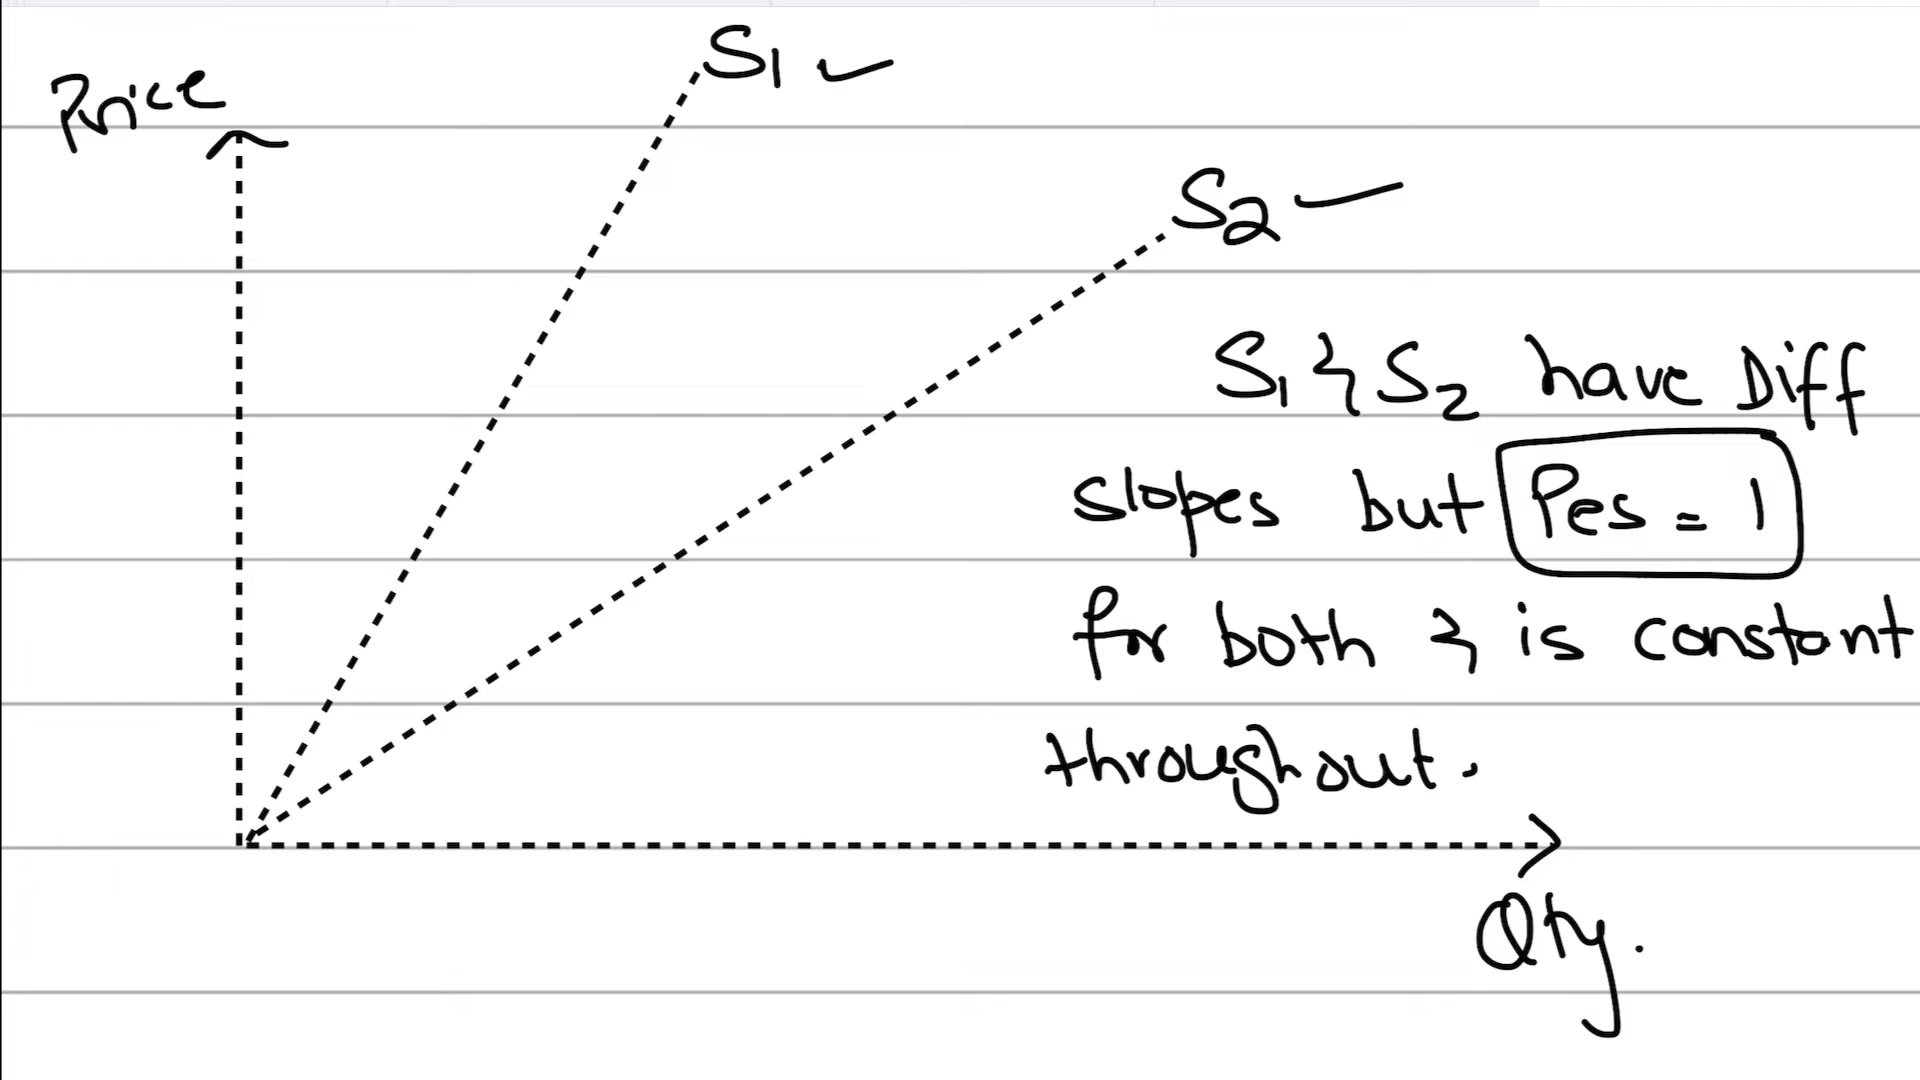 Price
S1
S2
S1 & S2 have Diff
slopes but Pes = 1
for both & is constant
throughout.
Qty.